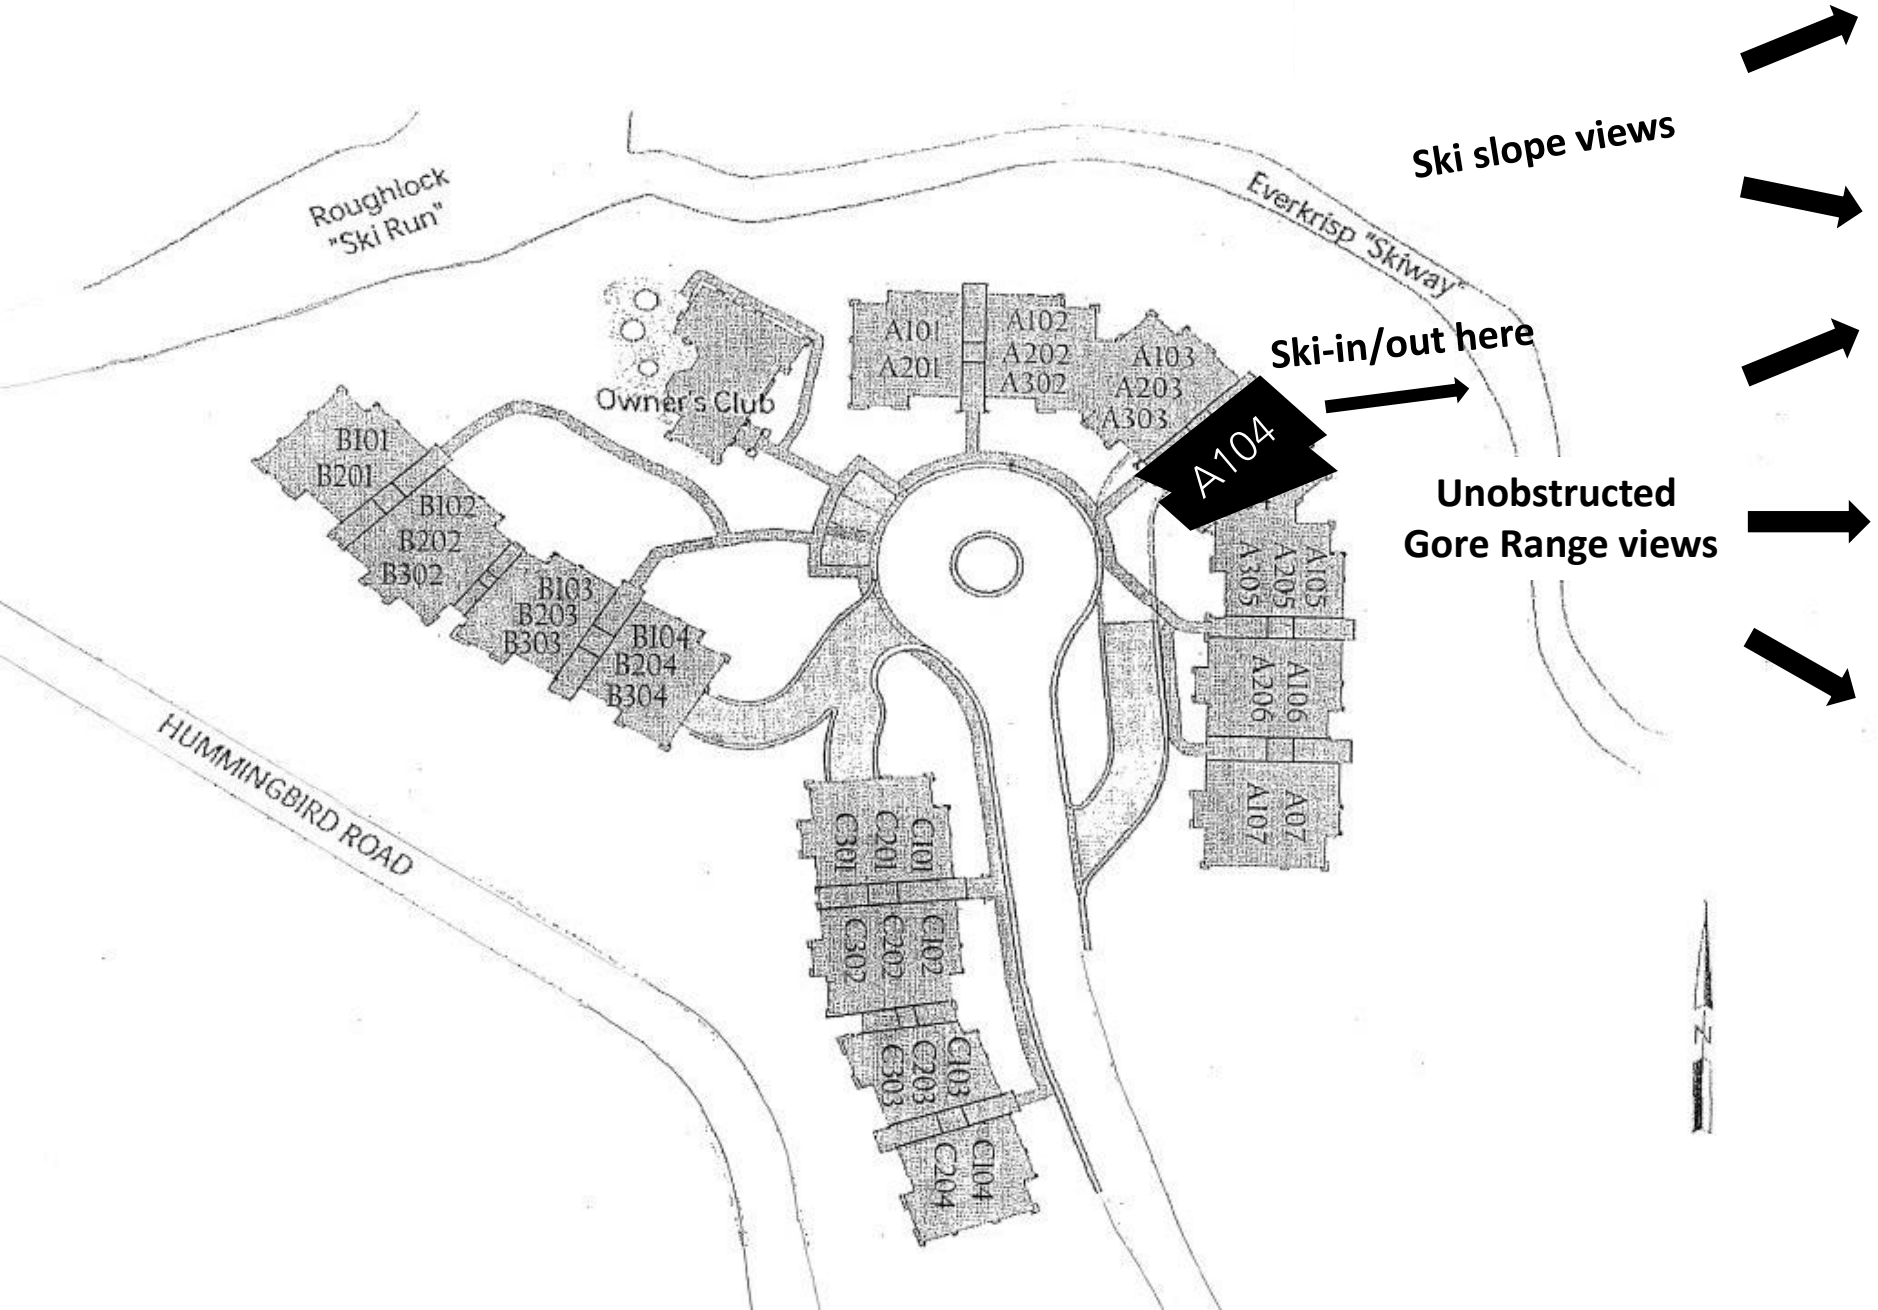 Ski slope views
Roughlock
"Ski Run"
Everkrisp "Skiway"
Ski-in/out here
Owner's Club
A101
A201
A102
A202
A302
A103
A203
A303
A104
Unobstructed
Gore Range views
B101
B201
B102
B202
B302
B103
B203
B303
B104
B204
B304
A105
A205
A305
A106
A206
A07
A107
HUMMINGBIRD ROAD
C101
C201
C301
C102
C202
C302
C103
C203
C303
C104
C204
N